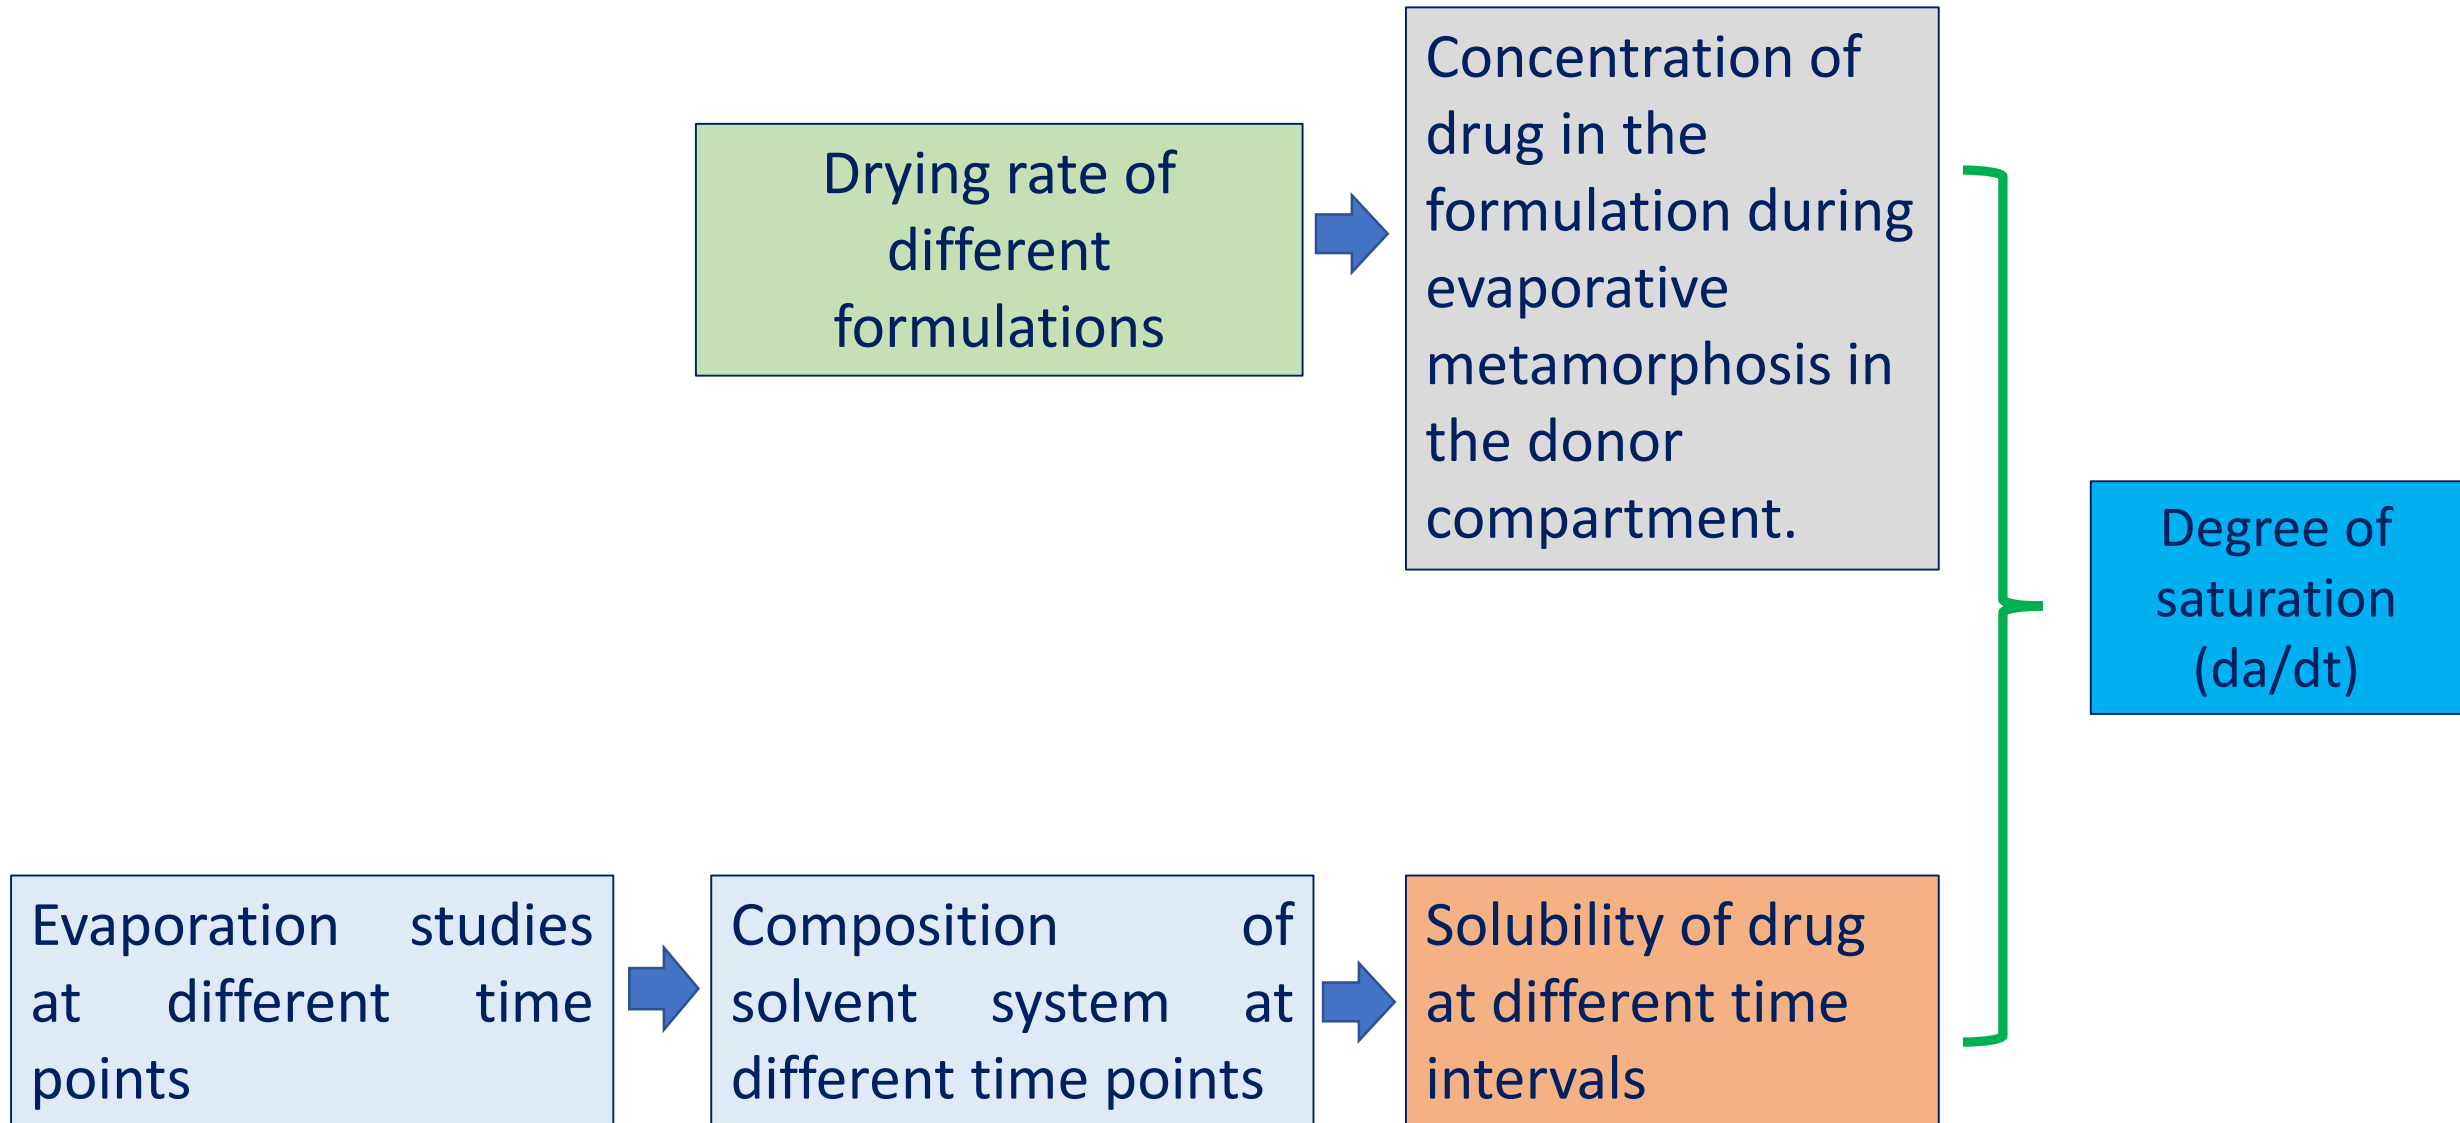 Drying rate of
different
formulations
Concentration of
drug in the
formulation during
evaporative
metamorphosis in
the donor
compartment.
Degree of
saturation
(da/dt)
Evaporation studies
at different time
points
Composition of
solvent system at
different time points
Solubility of drug
at different time
intervals